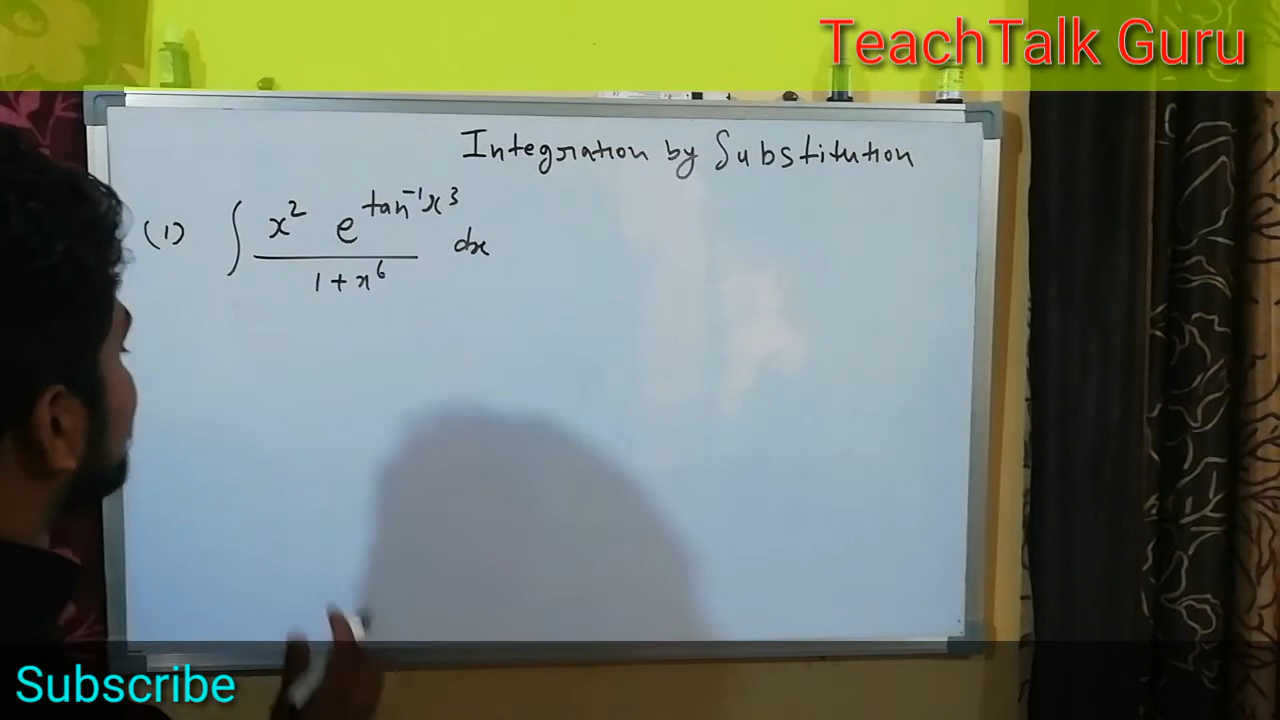 TeachTalk Guru
Integration by Substitution
(1) ∫ x² e^(tan⁻¹x³) / (1+x⁶) dx
Subscribe